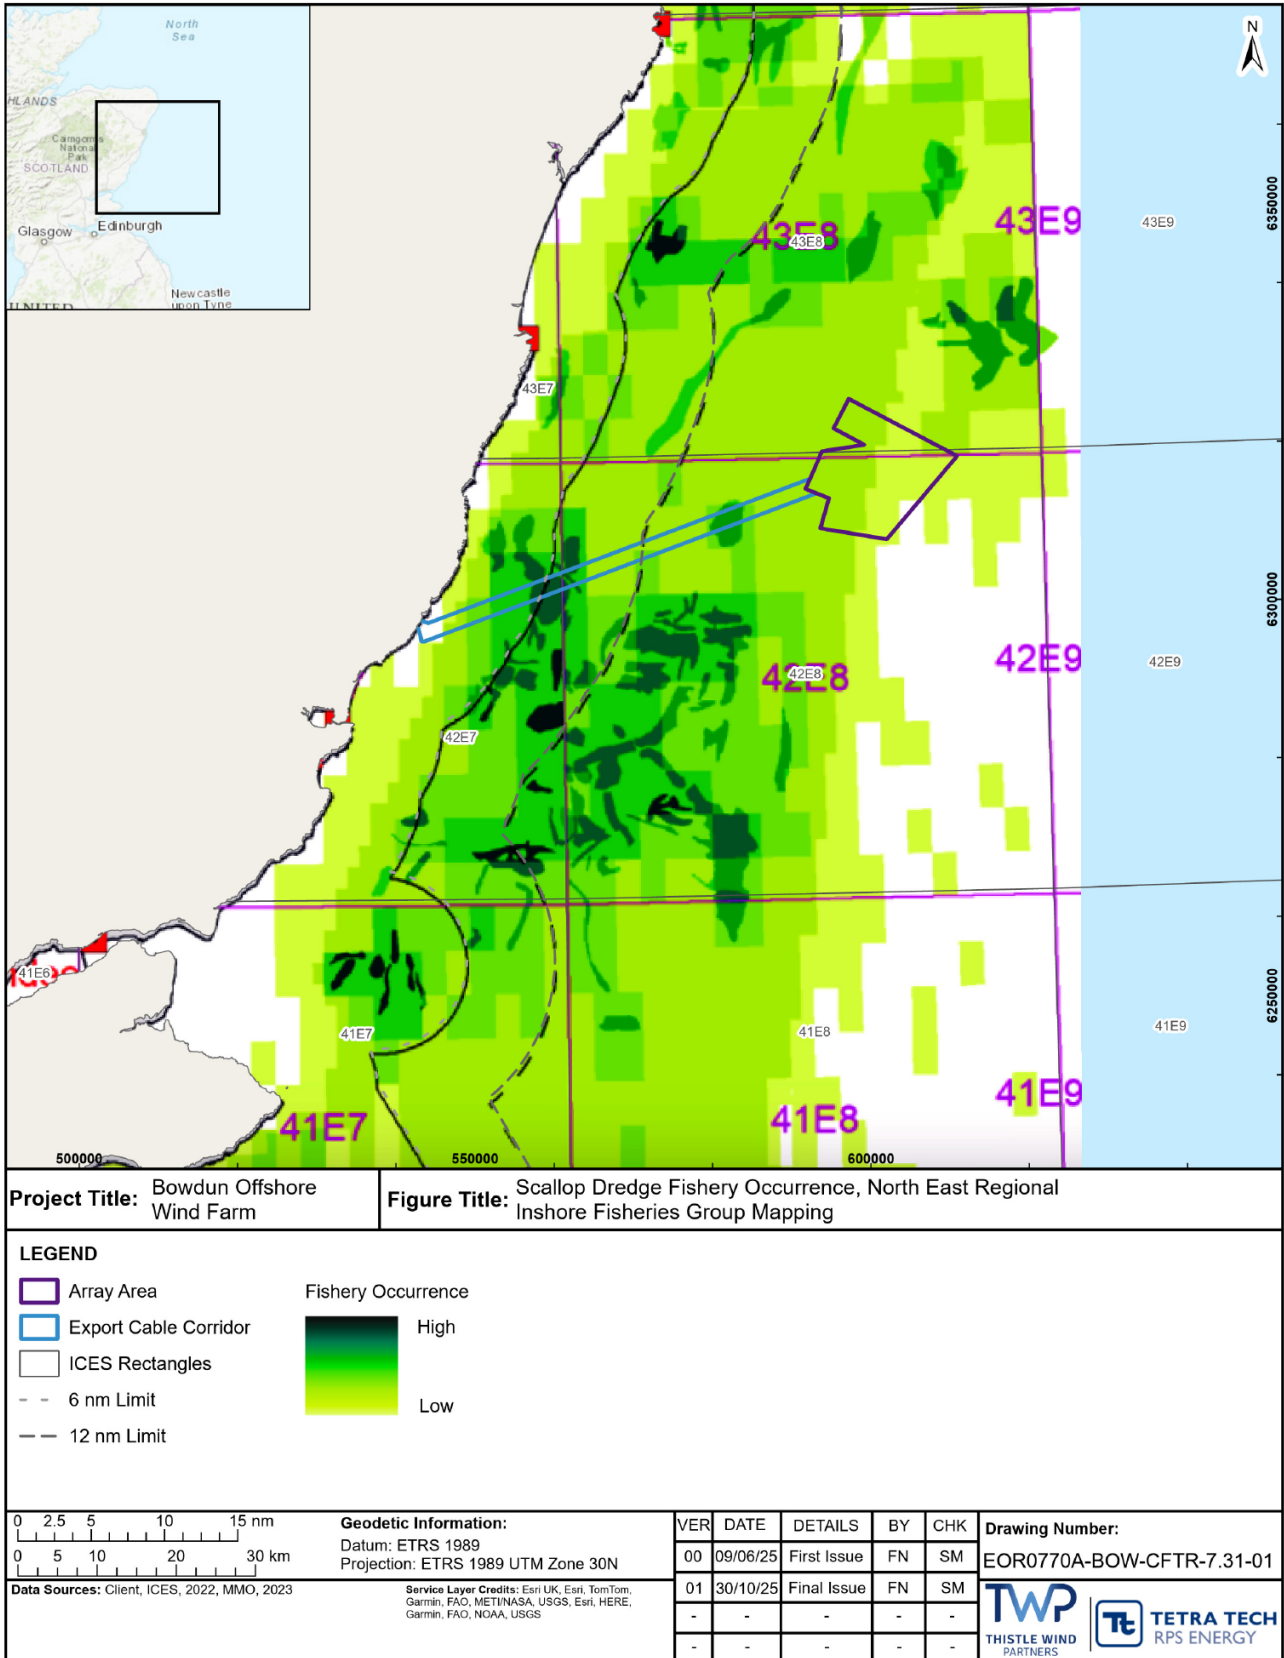 North
Sea
HLANDS
Cairngorms
National
Park
SCOTLAND
Glasgow
Edinburgh
Newcastle
upon Tyne
UNITED
N
43E8
43E8
43E9
43E9
6350000
43E7
6300000
42E8
42E8
42E9
42E9
42E7
41E6
41E7
41E8
41E9
6250000
41E7
41E8
41E9
500000
550000
600000
Project Title: Bowdun Offshore
Wind Farm
Figure Title: Scallop Dredge Fishery Occurrence, North East Regional
Inshore Fisheries Group Mapping
LEGEND
Array Area
Export Cable Corridor
ICES Rectangles
6 nm Limit
12 nm Limit
Fishery Occurrence
High
Low
0 2.5 5 10 15 nm
0 5 10 20 30 km
Geodetic Information:
Datum: ETRS 1989
Projection: ETRS 1989 UTM Zone 30N
Data Sources: Client, ICES, 2022, MMO, 2023
Service Layer Credits: Esri UK, Esri, TomTom,
Garmin, FAO, METI/NASA, USGS, Esri, HERE,
Garmin, FAO, NOAA, USGS
VER DATE DETAILS BY CHK
00 09/06/25 First Issue FN SM
01 30/10/25 Final Issue FN SM
- - - - -
- - - - -
Drawing Number:
EOR0770A-BOW-CFTR-7.31-01
TWP
THISTLE WIND
PARTNERS
Tt
TETRA TECH
RPS ENERGY